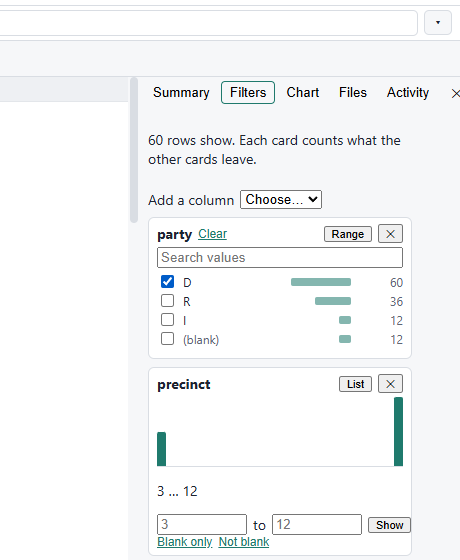 Summary Filters Chart Files Activity ×
60 rows show. Each card counts what the
other cards leave.
Add a column Choose...
party Clear Range ×
Search values
D 60
R 36
I 12
(blank) 12
precinct List ×
3 ... 12
3 to 12 Show
Blank only Not blank